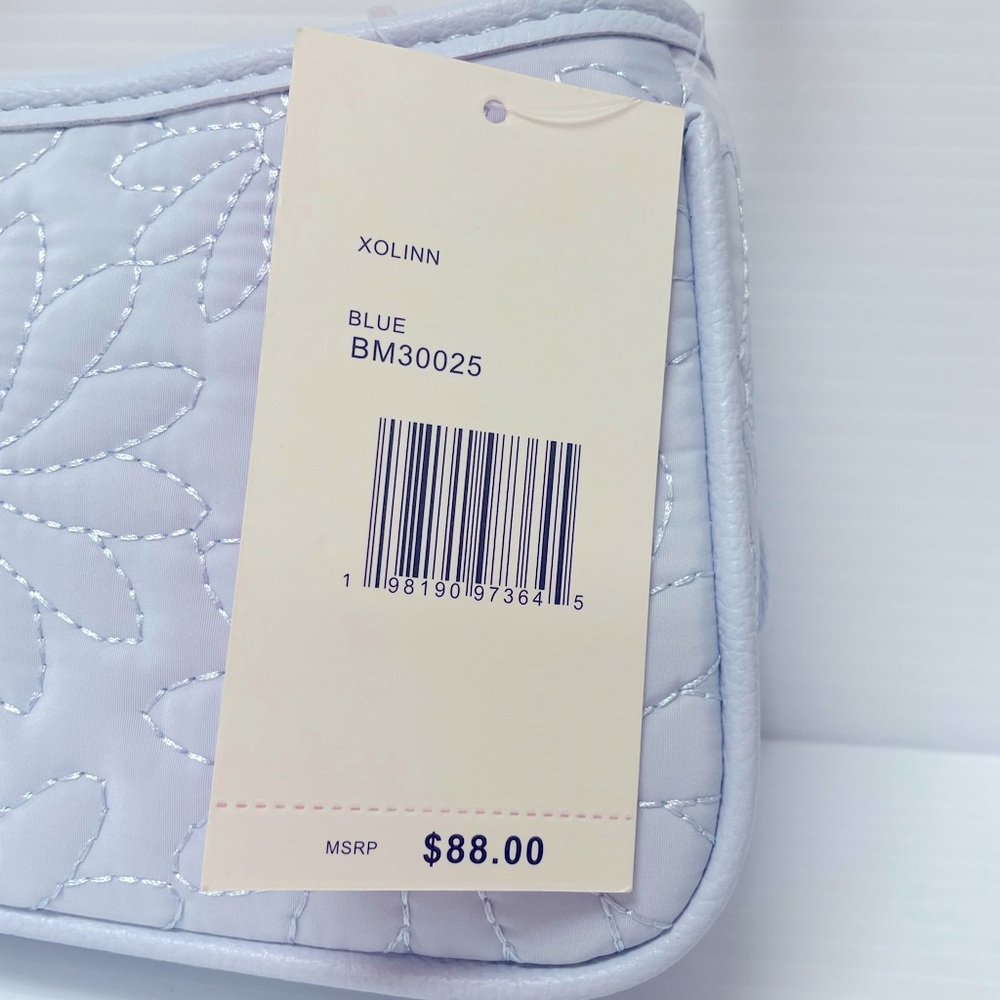 XOLINN
BLUE
BM30025
1 98190 97364 5
MSRP $88.00